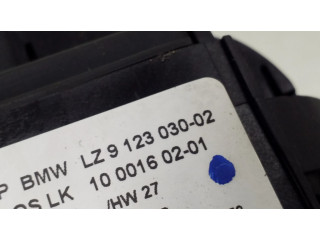 P BMW LZ 9 123 030-02
OS LK 10 0016 02-01
/HW 27